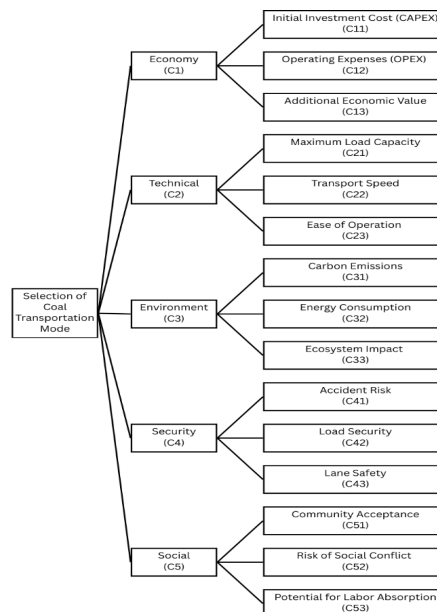 Initial Investment Cost (CAPEX)
(C11)
Economy
(C1)
Operating Expenses (OPEX)
(C12)
Additional Economic Value
(C13)
Maximum Load Capacity
(C21)
Technical
(C2)
Transport Speed
(C22)
Ease of Operation
(C23)
Selection of
Coal
Transportation
Mode
Carbon Emissions
(C31)
Environment
(C3)
Energy Consumption
(C32)
Ecosystem Impact
(C33)
Accident Risk
(C41)
Security
(C4)
Load Security
(C42)
Lane Safety
(C43)
Community Acceptance
(C51)
Social
(C5)
Risk of Social Conflict
(C52)
Potential for Labor Absorption
(C53)